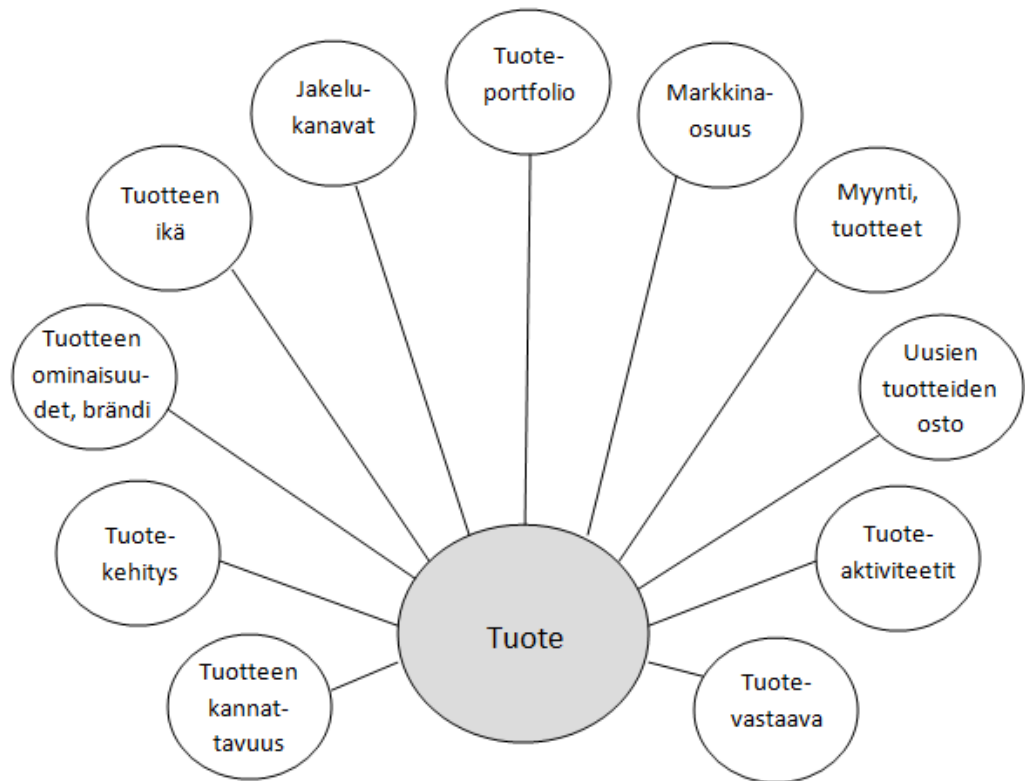 Tuote-
portfolio
Jakelu-
kanavat
Markkina-
osuus
Tuotteen
ikä
Myynti,
tuotteet
Tuotteen
ominaisuu-
det, brändi
Uusien
tuotteiden
osto
Tuote-
kehitys
Tuote-
aktiviteetit
Tuote
Tuotteen
kannat-
tavuus
Tuote-
vastaava